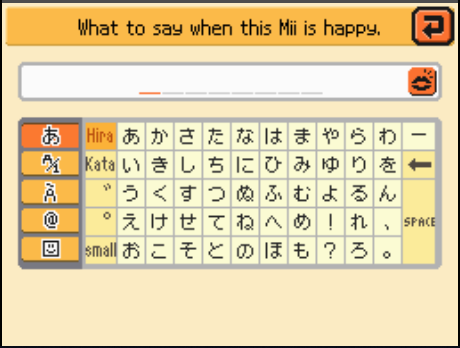 What to say when this Mii is happy.
あ Hira あ か さ た な は ま や ら わ ー
A/1 Kata い き し ち に ひ み ゆ り を ←
Ã ゛ う く す つ ぬ ふ む よ る ん
@ ゜ え け せ て ね へ め ! れ 、 SPACE
small お こ そ と の ほ も ? ろ 。